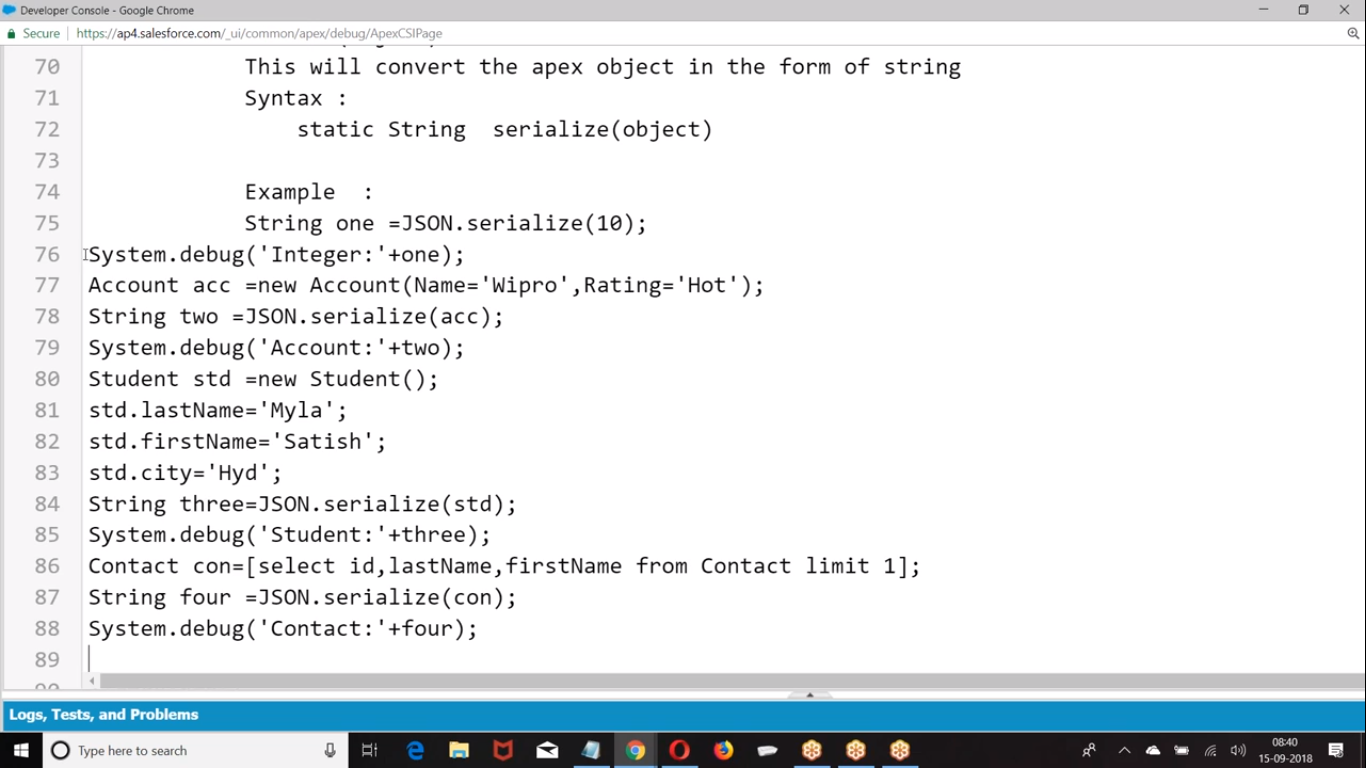 Developer Console - Google Chrome
Secure https://ap4.salesforce.com/_ui/common/apex/debug/ApexCSIPage
70 This will convert the apex object in the form of string
71 Syntax :
72 static String serialize(object)
73
74 Example :
75 String one =JSON.serialize(10);
76 System.debug('Integer:'+one);
77 Account acc =new Account(Name='Wipro',Rating='Hot');
78 String two =JSON.serialize(acc);
79 System.debug('Account:'+two);
80 Student std =new Student();
81 std.lastName='Myla';
82 std.firstName='Satish';
83 std.city='Hyd';
84 String three=JSON.serialize(std);
85 System.debug('Student:'+three);
86 Contact con=[select id,lastName,firstName from Contact limit 1];
87 String four =JSON.serialize(con);
88 System.debug('Contact:'+four);
89
Logs, Tests, and Problems
Type here to search
08:40
15-09-2018